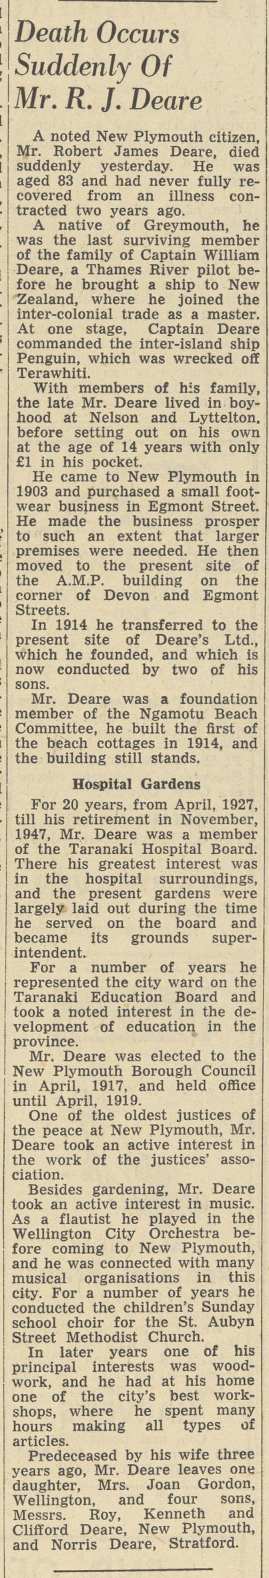 Death Occurs
Suddenly Of
Mr. R. J. Deare
A noted New Plymouth citizen,
Mr. Robert James Deare, died
suddenly yesterday. He was
aged 83 and had never fully re-
covered from an illness con-
tracted two years ago.
A native of Greymouth, he
was the last surviving member
of the family of Captain William
Deare, a Thames River pilot be-
fore he brought a ship to New
Zealand, where he joined the
inter-colonial trade as a master.
At one stage, Captain Deare
commanded the inter-island ship
Penguin, which was wrecked off
Terawhiti.
With members of his family,
the late Mr. Deare lived in boy-
hood at Nelson and Lyttelton,
before setting out on his own
at the age of 14 years with only
£1 in his pocket.
He came to New Plymouth in
1903 and purchased a small foot-
wear business in Egmont Street.
He made the business prosper
to such an extent that larger
premises were needed. He then
moved to the present site of
the A.M.P. building on the
corner of Devon and Egmont
Streets.
In 1914 he transferred to the
present site of Deare's Ltd.,
which he founded, and which is
now conducted by two of his
sons.
Mr. Deare was a foundation
member of the Ngamotu Beach
Committee, he built the first of
the beach cottages in 1914, and
the building still stands.
Hospital Gardens
For 20 years, from April, 1927,
till his retirement in November,
1947, Mr. Deare was a member
of the Taranaki Hospital Board.
There his greatest interest was
in the hospital surroundings,
and the present gardens were
largely laid out during the time
he served on the board and
became its grounds super-
intendent.
For a number of years he
represented the city ward on the
Taranaki Education Board and
took a noted interest in the de-
velopment of education in the
province.
Mr. Deare was elected to the
New Plymouth Borough Council
in April, 1917, and held office
until April, 1919.
One of the oldest justices of
the peace at New Plymouth, Mr.
Deare took an active interest in
the work of the justices' asso-
ciation.
Besides gardening, Mr. Deare
took an active interest in music.
As a flautist he played in the
Wellington City Orchestra be-
fore coming to New Plymouth,
and he was connected with many
musical organisations in this
city. For a number of years he
conducted the children's Sunday
school choir for the St. Aubyn
Street Methodist Church.
In later years one of his
principal interests was wood-
work, and he had at his home
one of the city's best work-
shops, where he spent many
hours making all types of
articles.
Predeceased by his wife three
years ago, Mr. Deare leaves one
daughter, Mrs. Joan Gordon,
Wellington, and four sons,
Messrs. Roy, Kenneth and
Clifford Deare, New Plymouth,
and Norris Deare, Stratford.